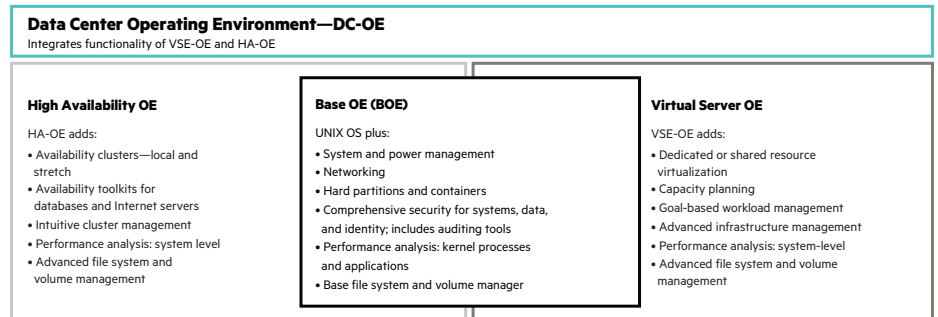 Data Center Operating Environment—DC-OE
Integrates functionality of VSE-OE and HA-OE
High Availability OE
HA-OE adds:
• Availability clusters—local and
stretch
• Availability toolkits for
databases and Internet servers
• Intuitive cluster management
• Performance analysis: system level
• Advanced file system and
volume management
Base OE (BOE)
UNIX OS plus:
• System and power management
• Networking
• Hard partitions and containers
• Comprehensive security for systems, data,
and identity; includes auditing tools
• Performance analysis: kernel processes
and applications
• Base file system and volume manager
Virtual Server OE
VSE-OE adds:
• Dedicated or shared resource
virtualization
• Capacity planning
• Goal-based workload management
• Advanced infrastructure management
• Performance analysis: system-level
• Advanced file system and volume
management